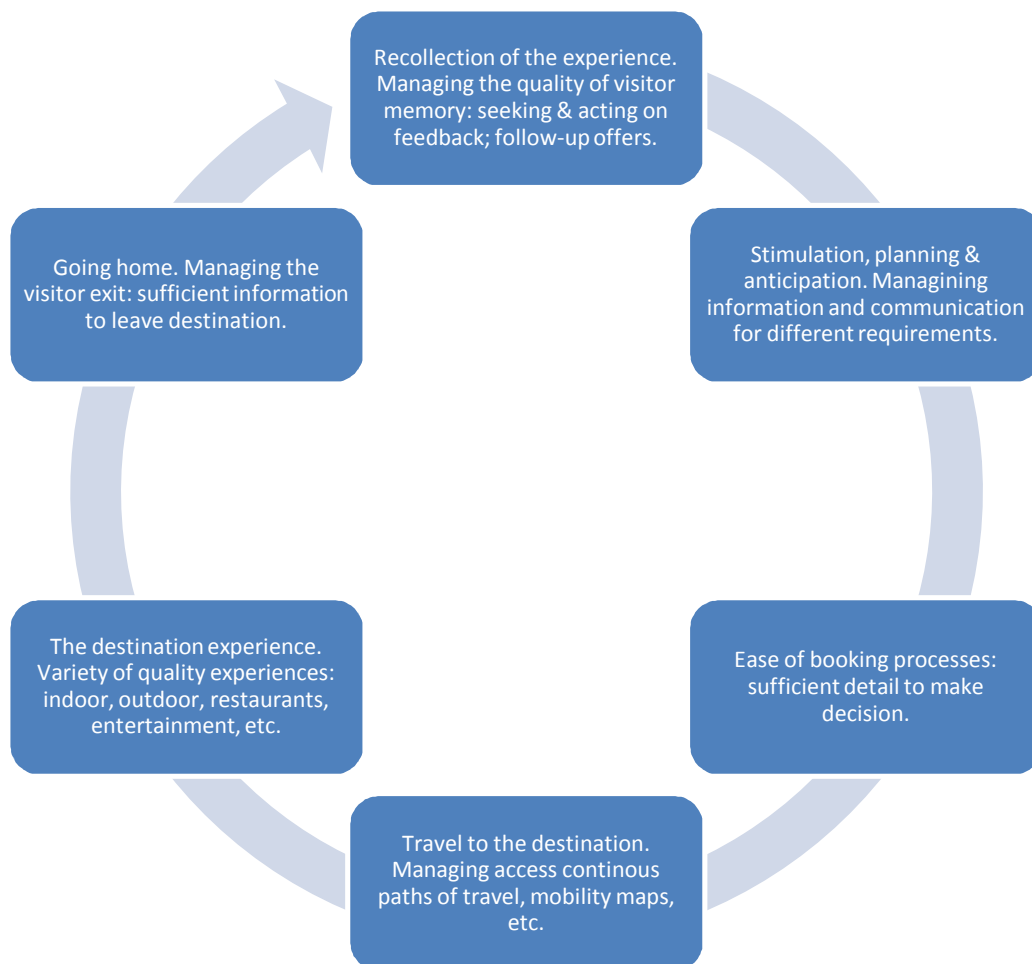 Recollection of the experience.
Managing the quality of visitor
memory: seeking & acting on
feedback; follow-up offers.
Stimulation, planning &
anticipation. Managining
information and communication
for different requirements.
Ease of booking processes:
sufficient detail to make
decision.
Travel to the destination.
Managing access continous
paths of travel, mobility maps,
etc.
The destination experience.
Variety of quality experiences:
indoor, outdoor, restaurants,
entertainment, etc.
Going home. Managing the
visitor exit: sufficient information
to leave destination.